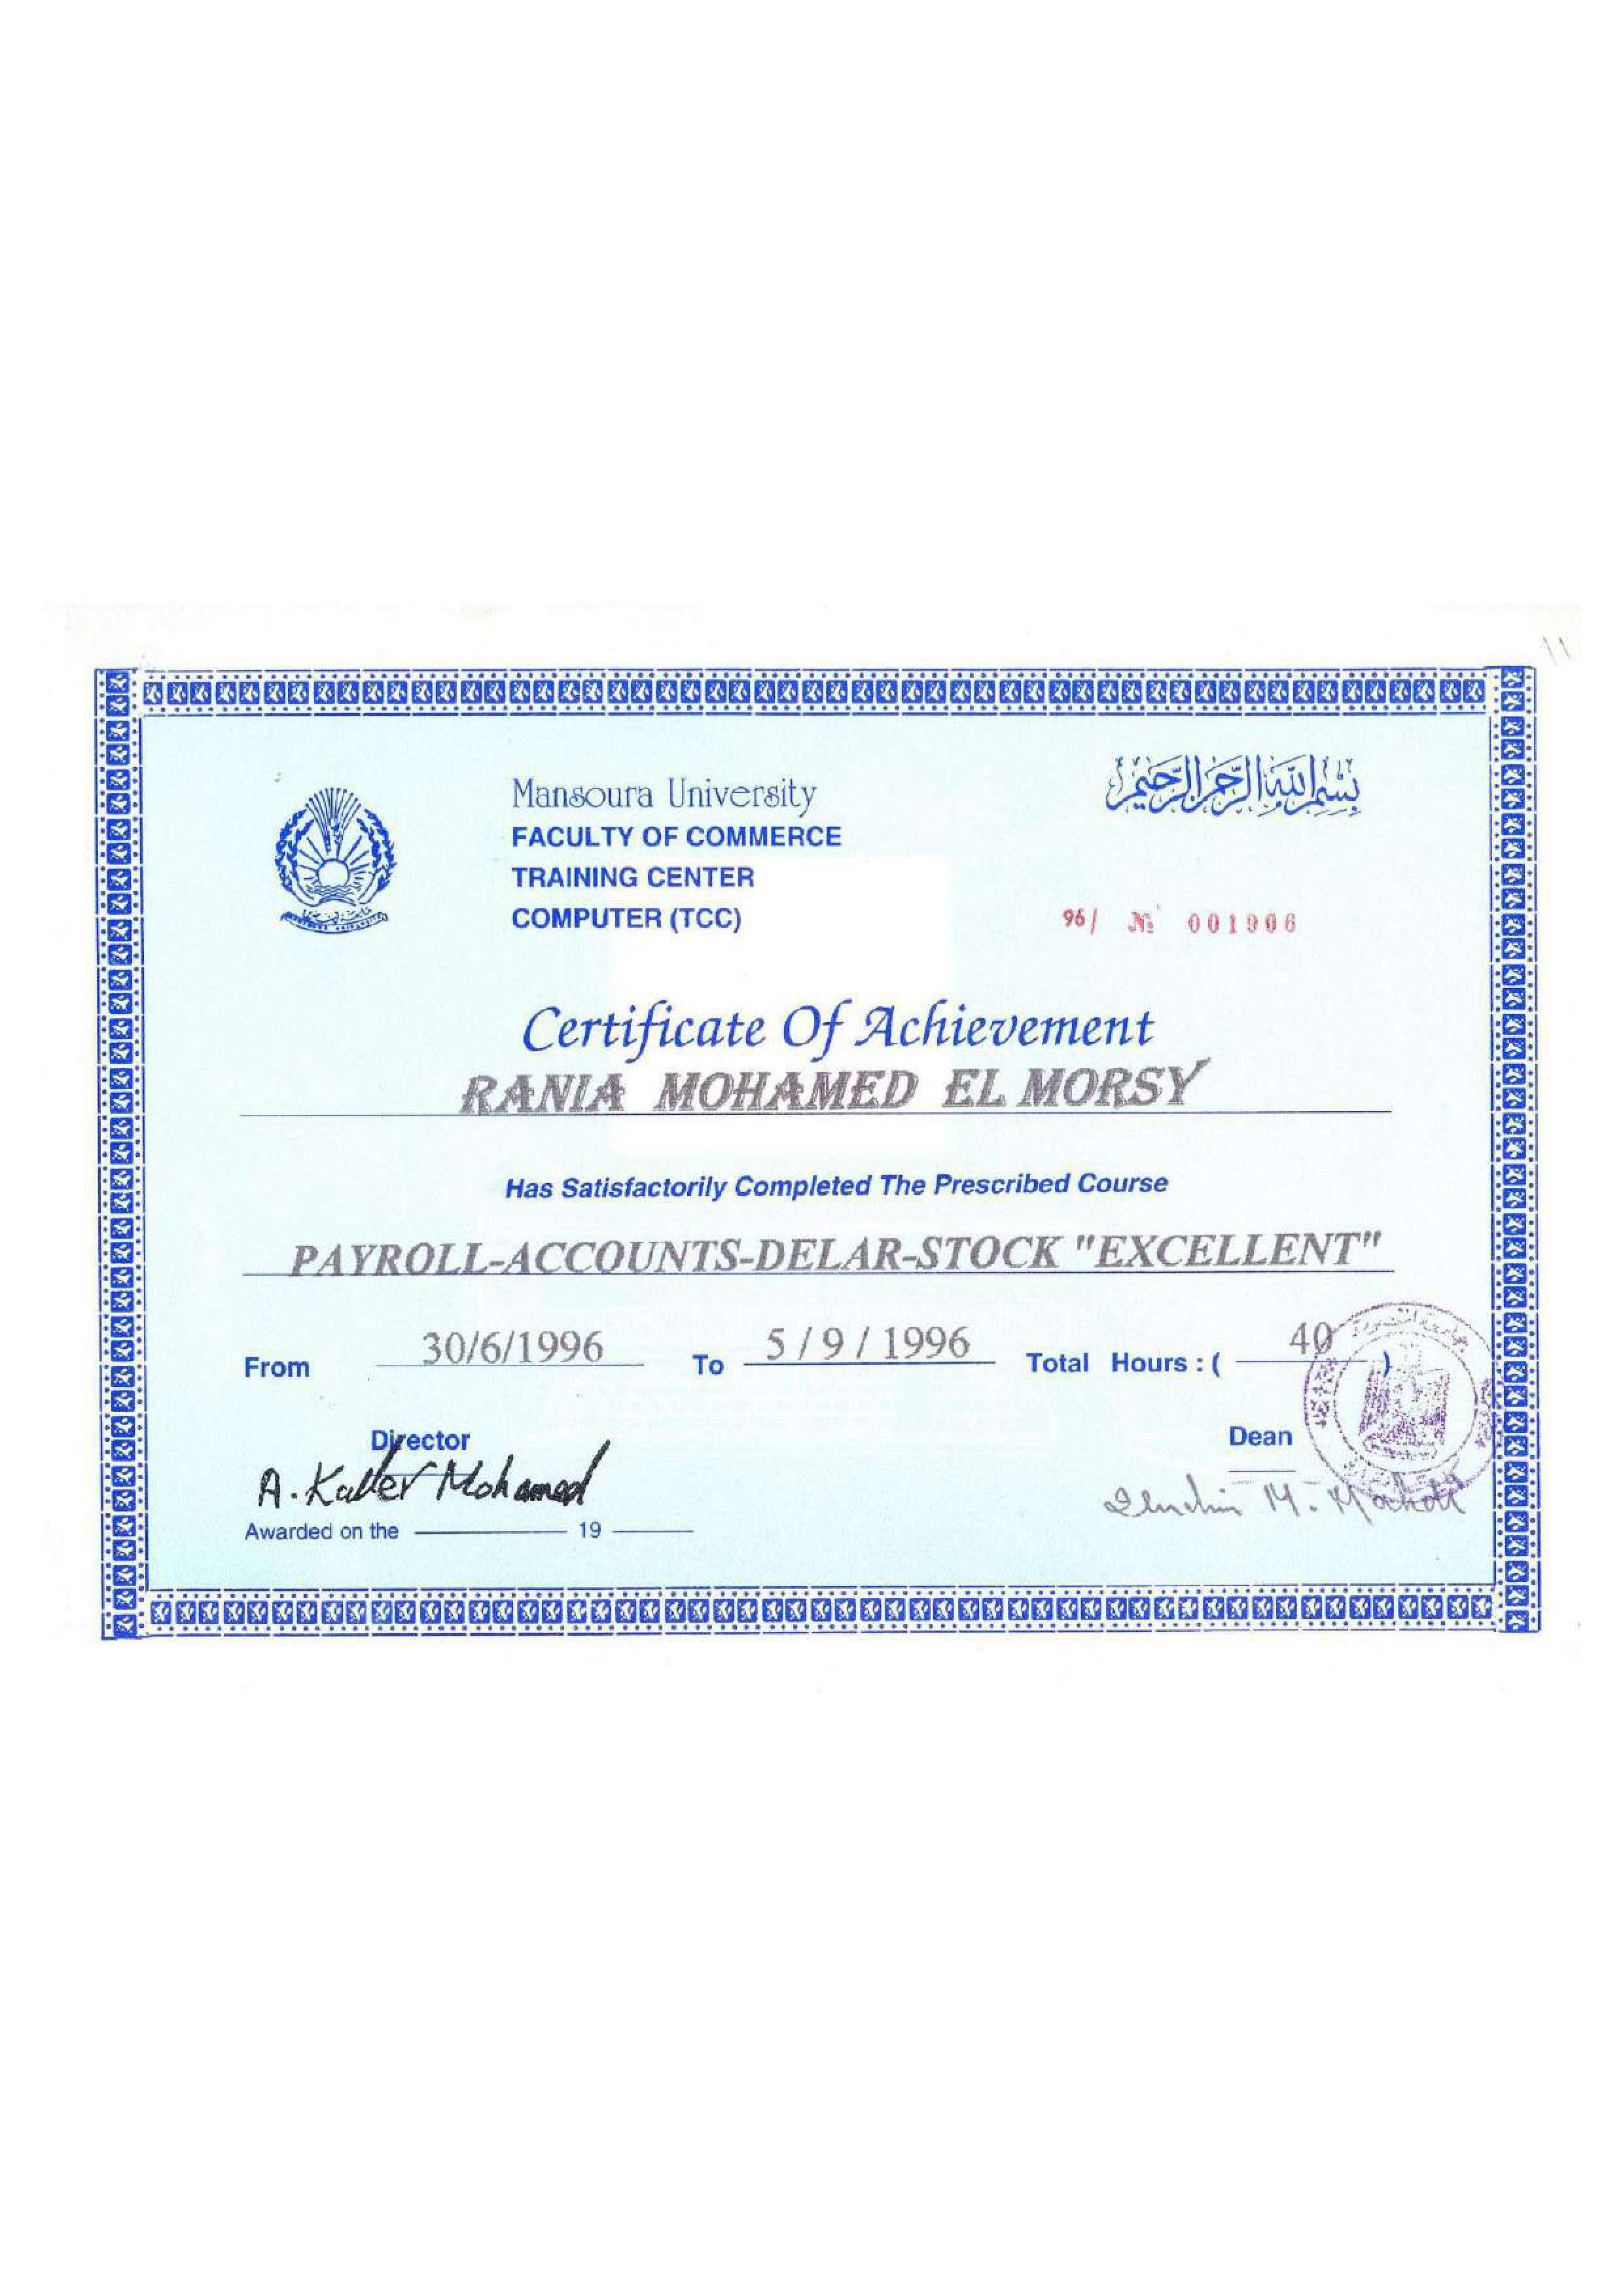 Mansoura University
FACULTY OF COMMERCE
TRAINING CENTER
COMPUTER (TCC)
بسم الله الرحمن الرحيم
96/ № 001906
Certificate Of Achievement
RANIA MOHAMED EL MORSY
Has Satisfactorily Completed The Prescribed Course
PAYROLL-ACCOUNTS-DELAR-STOCK "EXCELLENT"
From 30/6/1996 To 5 / 9 / 1996 Total Hours : ( 40 )
Director
Dean
A. Kader Mohamed
Awarded on the 19